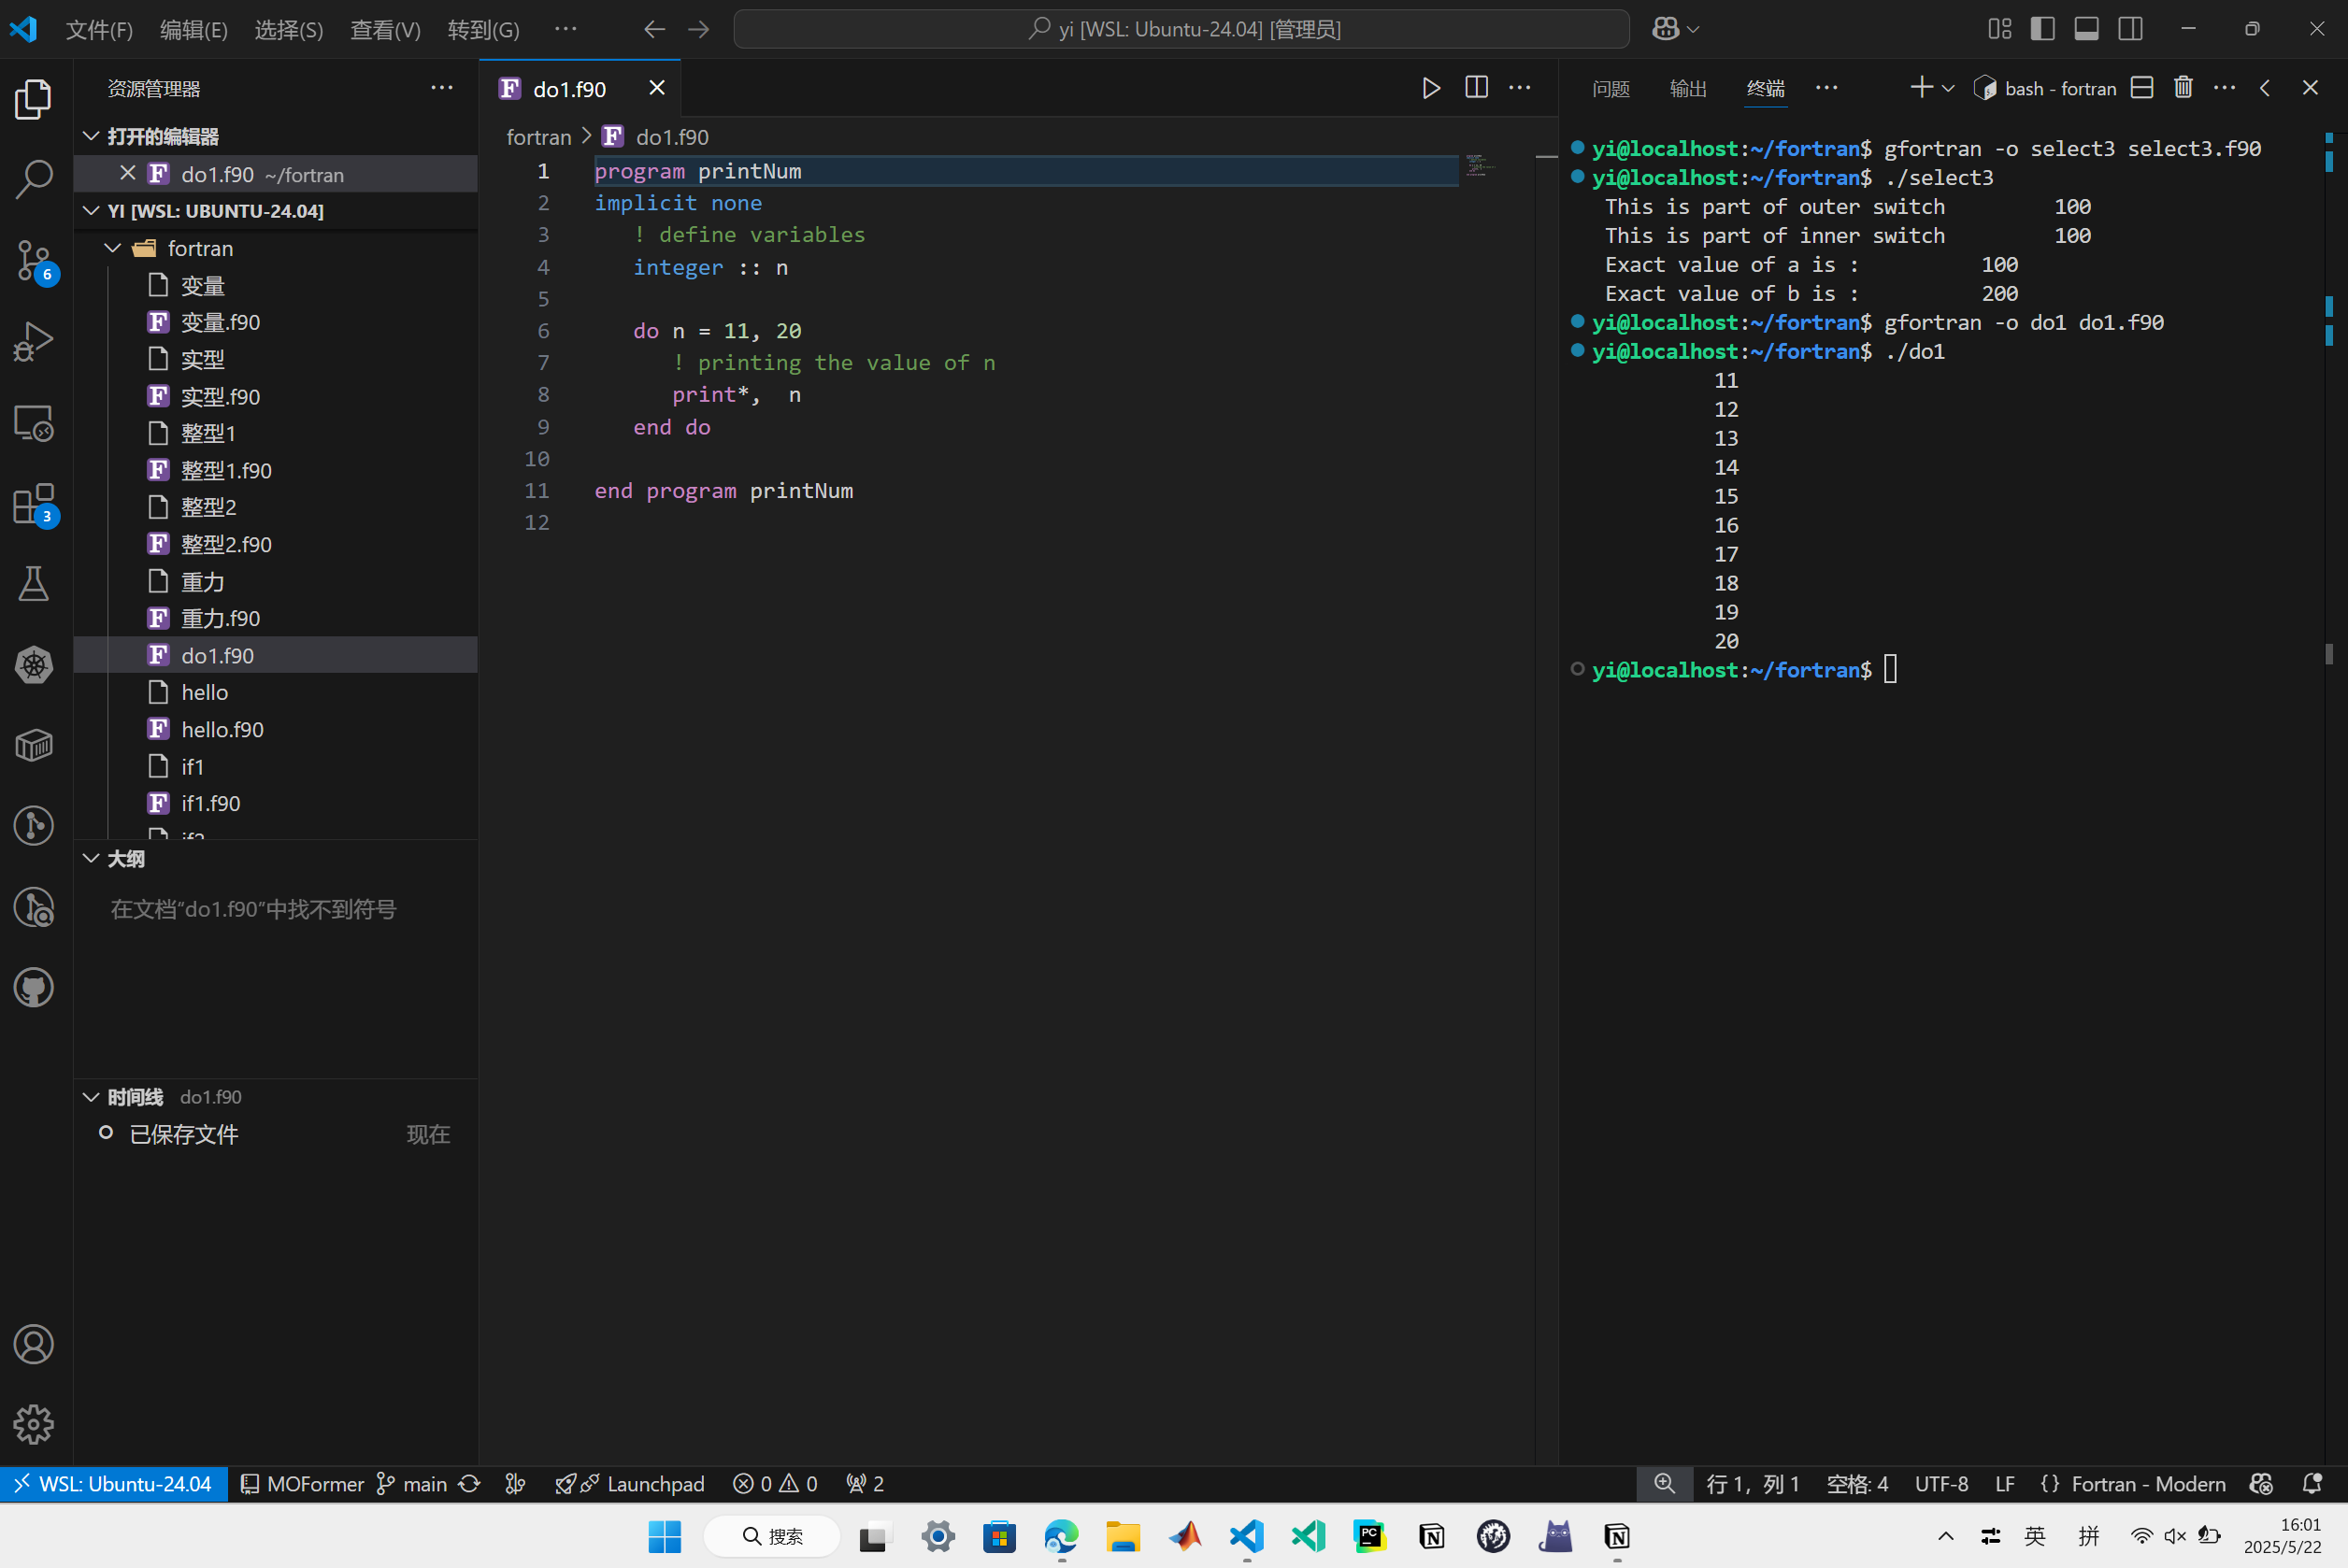 文件(F) 编辑(E) 选择(S) 查看(V) 转到(G) ··· yi [WSL: Ubuntu-24.04] [管理员]
资源管理器
打开的编辑器
do1.f90 ~/fortran
YI [WSL: UBUNTU-24.04]
fortran
变量
变量.f90
实型
实型.f90
整型1
整型1.f90
整型2
整型2.f90
重力
重力.f90
do1.f90
hello
hello.f90
if1
if1.f90
if2
大纲
在文档"do1.f90"中找不到符号
时间线 do1.f90
已保存文件 现在
6
3
do1.f90
fortran > do1.f90
1 program printNum
2 implicit none
3 ! define variables
4 integer :: n
5
6 do n = 11, 20
7 ! printing the value of n
8 print*, n
9 end do
10
11 end program printNum
12
问题 输出 终端 ··· bash - fortran
yi@localhost:~/fortran$ gfortran -o select3 select3.f90
yi@localhost:~/fortran$ ./select3
This is part of outer switch 100
This is part of inner switch 100
Exact value of a is : 100
Exact value of b is : 200
yi@localhost:~/fortran$ gfortran -o do1 do1.f90
yi@localhost:~/fortran$ ./do1
11
12
13
14
15
16
17
18
19
20
yi@localhost:~/fortran$
WSL: Ubuntu-24.04 MOFormer main Launchpad 0 0 2 行 1，列 1 空格: 4 UTF-8 LF {} Fortran - Modern
搜索 英 拼 16:01
2025/5/22